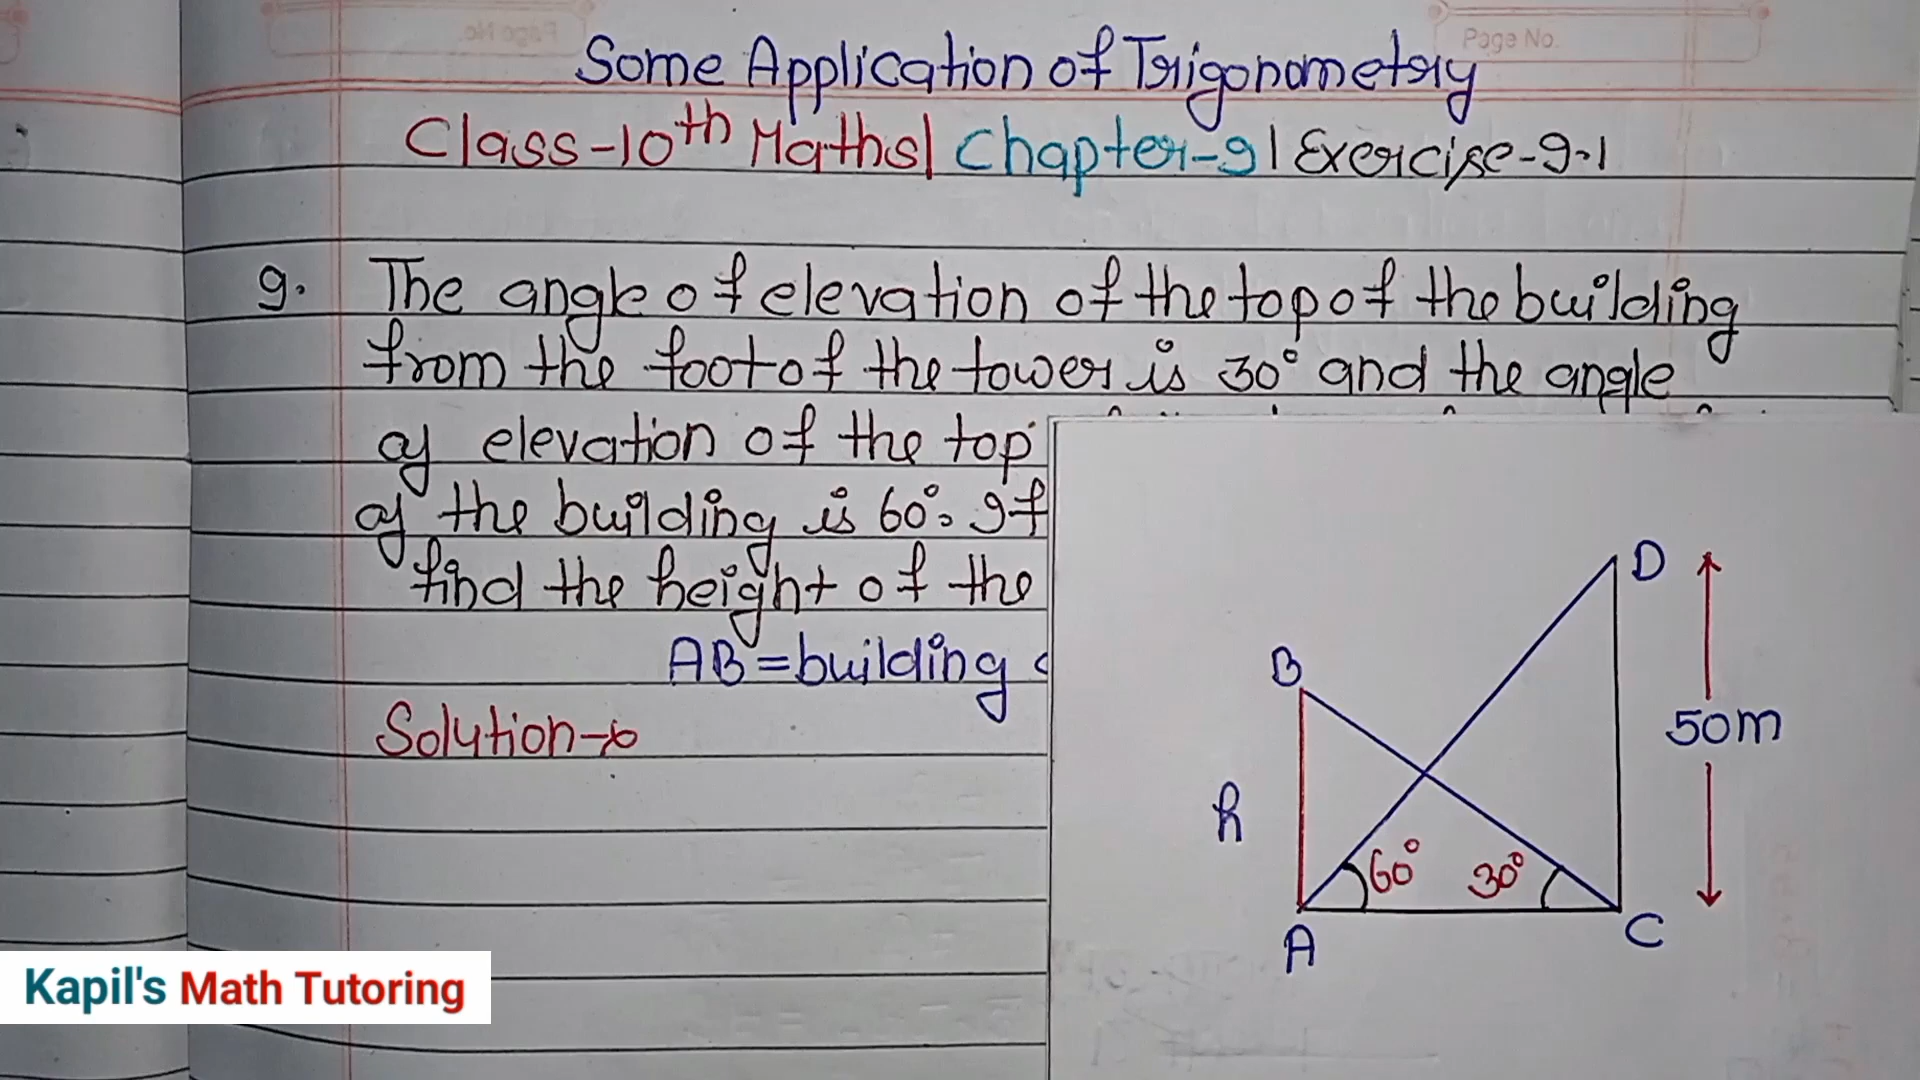 Page No.
Some Application of Trigonometry
Class-10th Maths| Chapter-9| Exercise-9.1
9. The angle of elevation of the top of the building
from the foot of the tower is 30° and the angle
of elevation of the top
of the building is 60°. If
find the height of the
AB=building
Solution→
D
B
50m
h
60° 30°
A
C
Kapil's Math Tutoring